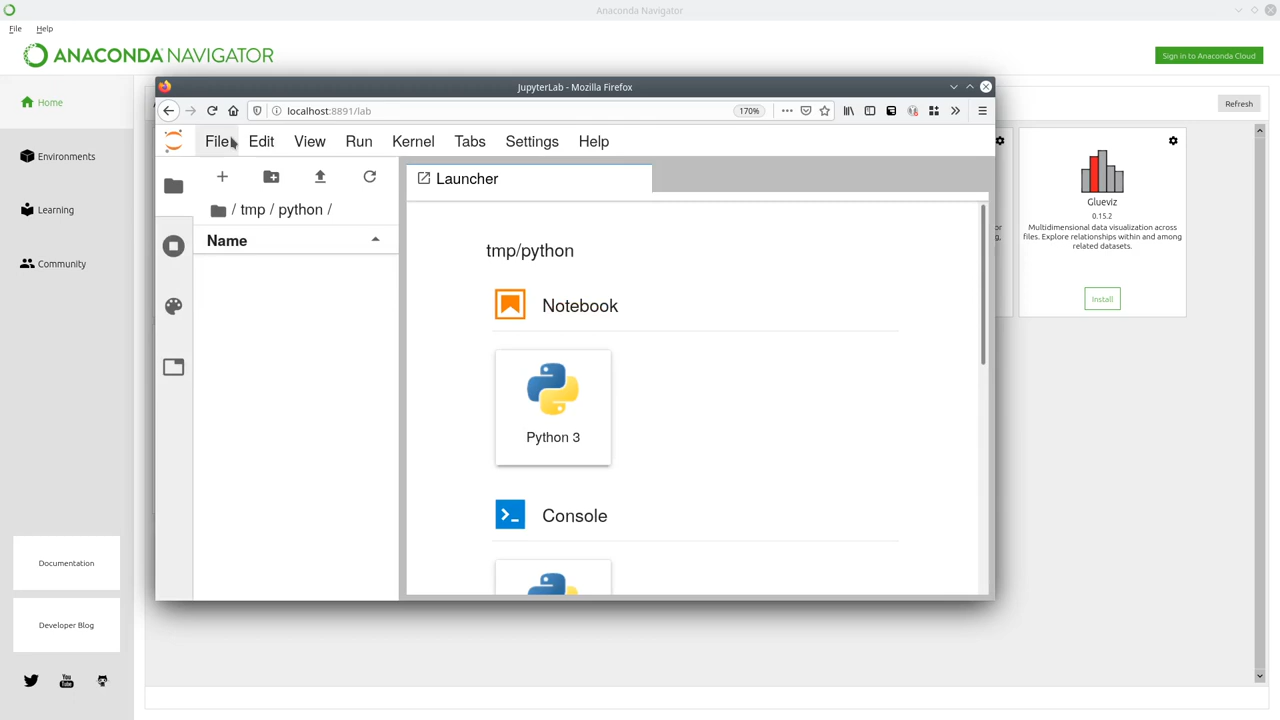 Anaconda Navigator
File Help
ANACONDA NAVIGATOR
Sign in to Anaconda Cloud
Home
Environments
Learning
Community
Documentation
Developer Blog
You Tube
Refresh
JupyterLab - Mozilla Firefox
localhost:8891/lab
170%
File Edit View Run Kernel Tabs Settings Help
/ tmp / python /
Name
Launcher
tmp/python
Notebook
Python 3
Console
Glueviz
0.15.2
Multidimensional data visualization across
files. Explore relationships within and among
related datasets.
Install